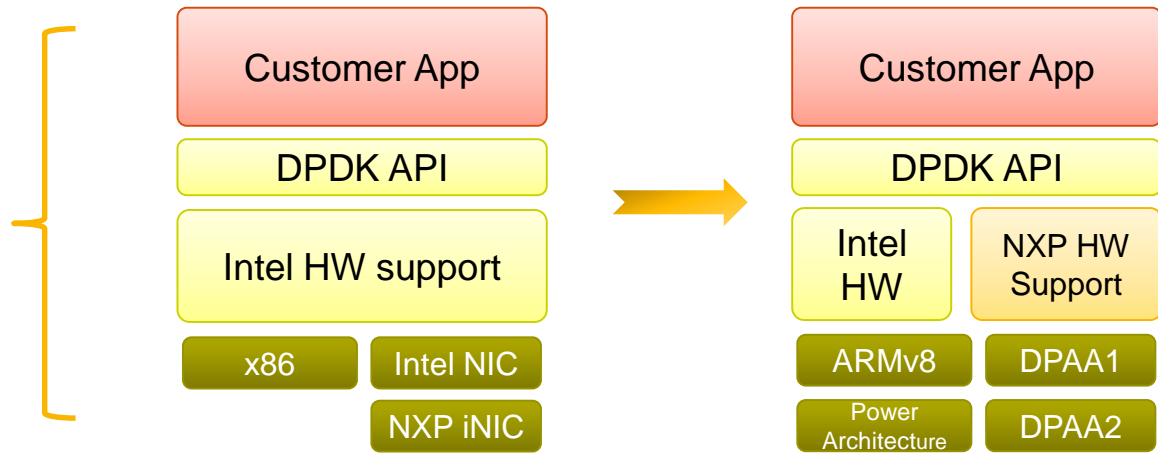 Customer App
DPDK API
Intel HW support
x86
Intel NIC
NXP iNIC
Customer App
DPDK API
Intel
HW
NXP HW
Support
ARMv8
DPAA1
Power
Architecture
DPAA2